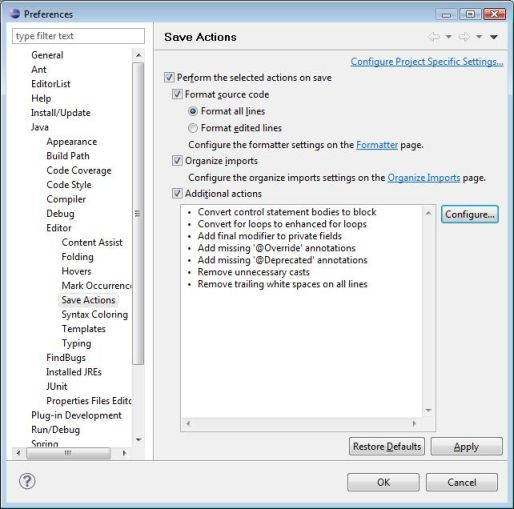 Preferences
type filter text
General
Ant
EditorList
Help
Install/Update
Java
Appearance
Build Path
Code Coverage
Code Style
Compiler
Debug
Editor
Content Assist
Folding
Hovers
Mark Occurrenc
Save Actions
Syntax Coloring
Templates
Typing
FindBugs
Installed JREs
JUnit
Properties Files Edito
Plug-in Development
Run/Debug
Spring
Save Actions
Configure Project Specific Settings...
Perform the selected actions on save
Format source code
Format all lines
Format edited lines
Configure the formatter settings on the Formatter page.
Organize imports
Configure the organize imports settings on the Organize Imports page.
Additional actions
• Convert control statement bodies to block
• Convert for loops to enhanced for loops
• Add final modifier to private fields
• Add missing '@Override' annotations
• Add missing '@Deprecated' annotations
• Remove unnecessary casts
• Remove trailing white spaces on all lines
Configure...
Restore Defaults
Apply
?
OK
Cancel